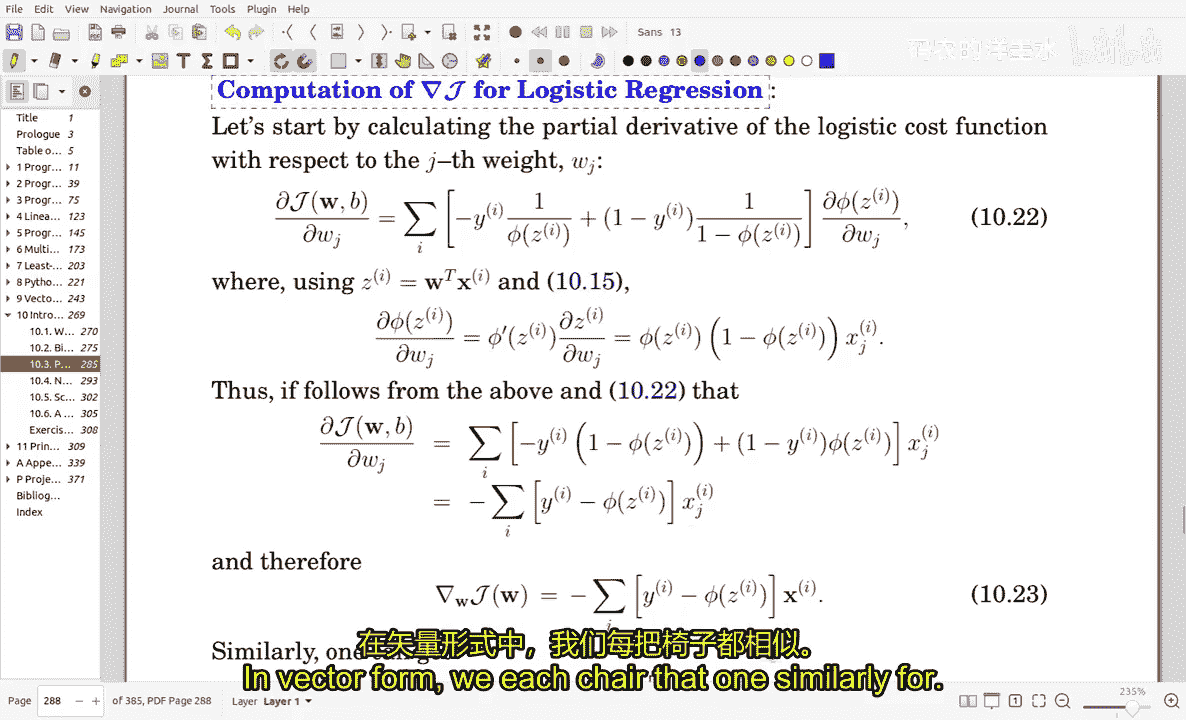 File Edit View Navigation Journal Tools Plugin Help
Sans 13
Title 1
Prologue 3
Table o... 5
1 Progr... 11
2 Progr... 39
3 Progr... 75
4 Linea... 123
5 Progr... 145
6 Multi... 173
7 Least-... 203
8 Pytho... 221
9 Vecto... 243
10 Intro... 269
10.1. W... 270
10.2. Bi... 275
10.3. P... 285
10.4. N... 293
10.5. Sc... 302
10.6. A ... 305
Exercis... 308
11 Prin... 309
A Appe... 339
P Proje... 371
Bibliog...
Index
Computation of ∇𝒥 for Logistic Regression:
Let's start by calculating the partial derivative of the logistic cost function
with respect to the j–th weight, w_j:
∂𝒥(w, b)/∂w_j = ∑_i [−y^(i) 1/ϕ(z^(i)) + (1 − y^(i)) 1/(1 − ϕ(z^(i)))] ∂ϕ(z^(i))/∂w_j, (10.22)
where, using z^(i) = w^T x^(i) and (10.15),
∂ϕ(z^(i))/∂w_j = ϕ′(z^(i)) ∂z^(i)/∂w_j = ϕ(z^(i)) (1 − ϕ(z^(i))) x_j^(i).
Thus, if follows from the above and (10.22) that
∂𝒥(w, b)/∂w_j = ∑_i [−y^(i) (1 − ϕ(z^(i))) + (1 − y^(i))ϕ(z^(i))] x_j^(i)
= −∑_i [y^(i) − ϕ(z^(i))] x_j^(i)
and therefore
∇_w 𝒥(w) = −∑_i [y^(i) − ϕ(z^(i))] x^(i). (10.23)
Similarly, one
在矢量形式中，我们每把椅子都相似。
In vector form, we each chair that one similarly for.
Page 288 of 385, PDF Page 288 Layer Layer 1
235%